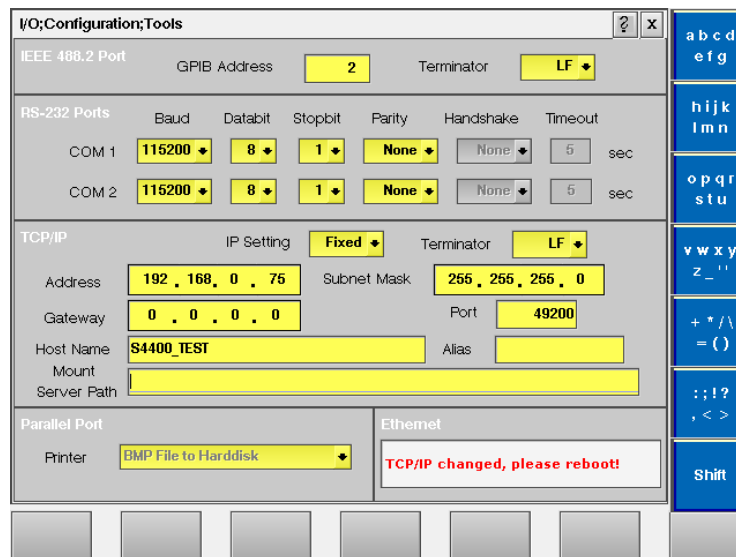 I/O;Configuration;Tools
? x
IEEE 488.2 Port
GPIB Address 2 Terminator LF
RS-232 Ports
Baud Databit Stopbit Parity Handshake Timeout
COM 1 115200 8 1 None None 5 sec
COM 2 115200 8 1 None None 5 sec
TCP/IP
IP Setting Fixed Terminator LF
Address 192 . 168 . 0 . 75 Subnet Mask 255 . 255 . 255 . 0
Gateway 0 . 0 . 0 . 0 Port 49200
Host Name S4400_TEST Alias
Mount
Server Path
Parallel Port
Printer BMP File to Harddisk
Ethernet
TCP/IP changed, please reboot!
a b c d
e f g
h i j k
l m n
o p q r
s t u
v w x y
z _ ' '
+ * / \
= ( )
: ; ! ?
, < >
Shift